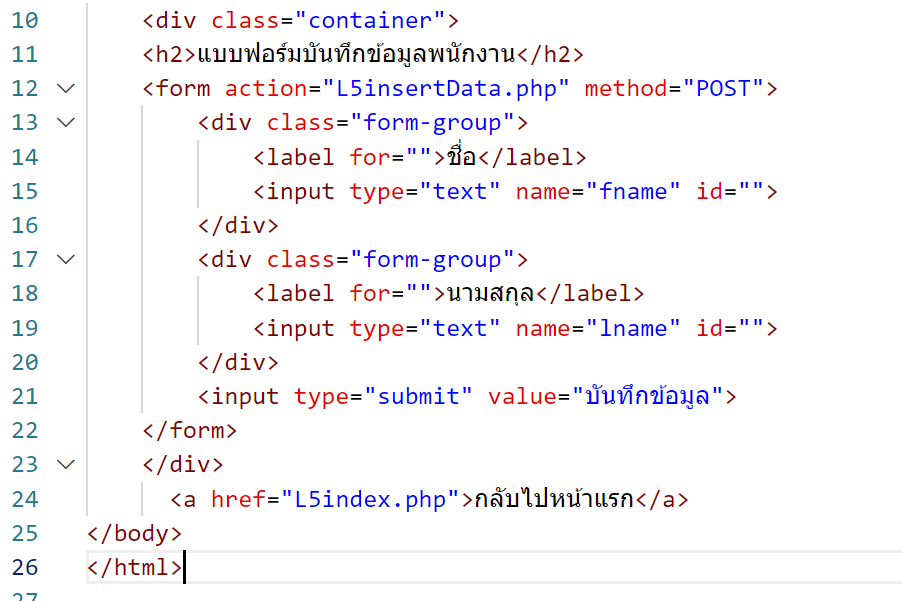 10 <div class="container">
11 <h2>แบบฟอร์มบันทึกข้อมูลพนักงาน</h2>
12 <form action="L5insertData.php" method="POST">
13 <div class="form-group">
14 <label for="">ชื่อ</label>
15 <input type="text" name="fname" id="">
16 </div>
17 <div class="form-group">
18 <label for="">นามสกุล</label>
19 <input type="text" name="lname" id="">
20 </div>
21 <input type="submit" value="บันทึกข้อมูล">
22 </form>
23 </div>
24 <a href="L5index.php">กลับไปหน้าแรก</a>
25 </body>
26 </html>
27